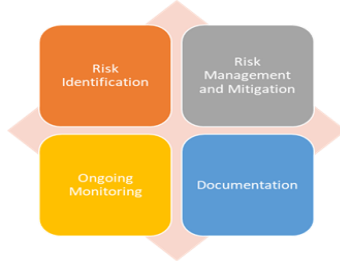 Risk
Identification
Risk
Management
and Mitigation
Ongoing
Monitoring
Documentation